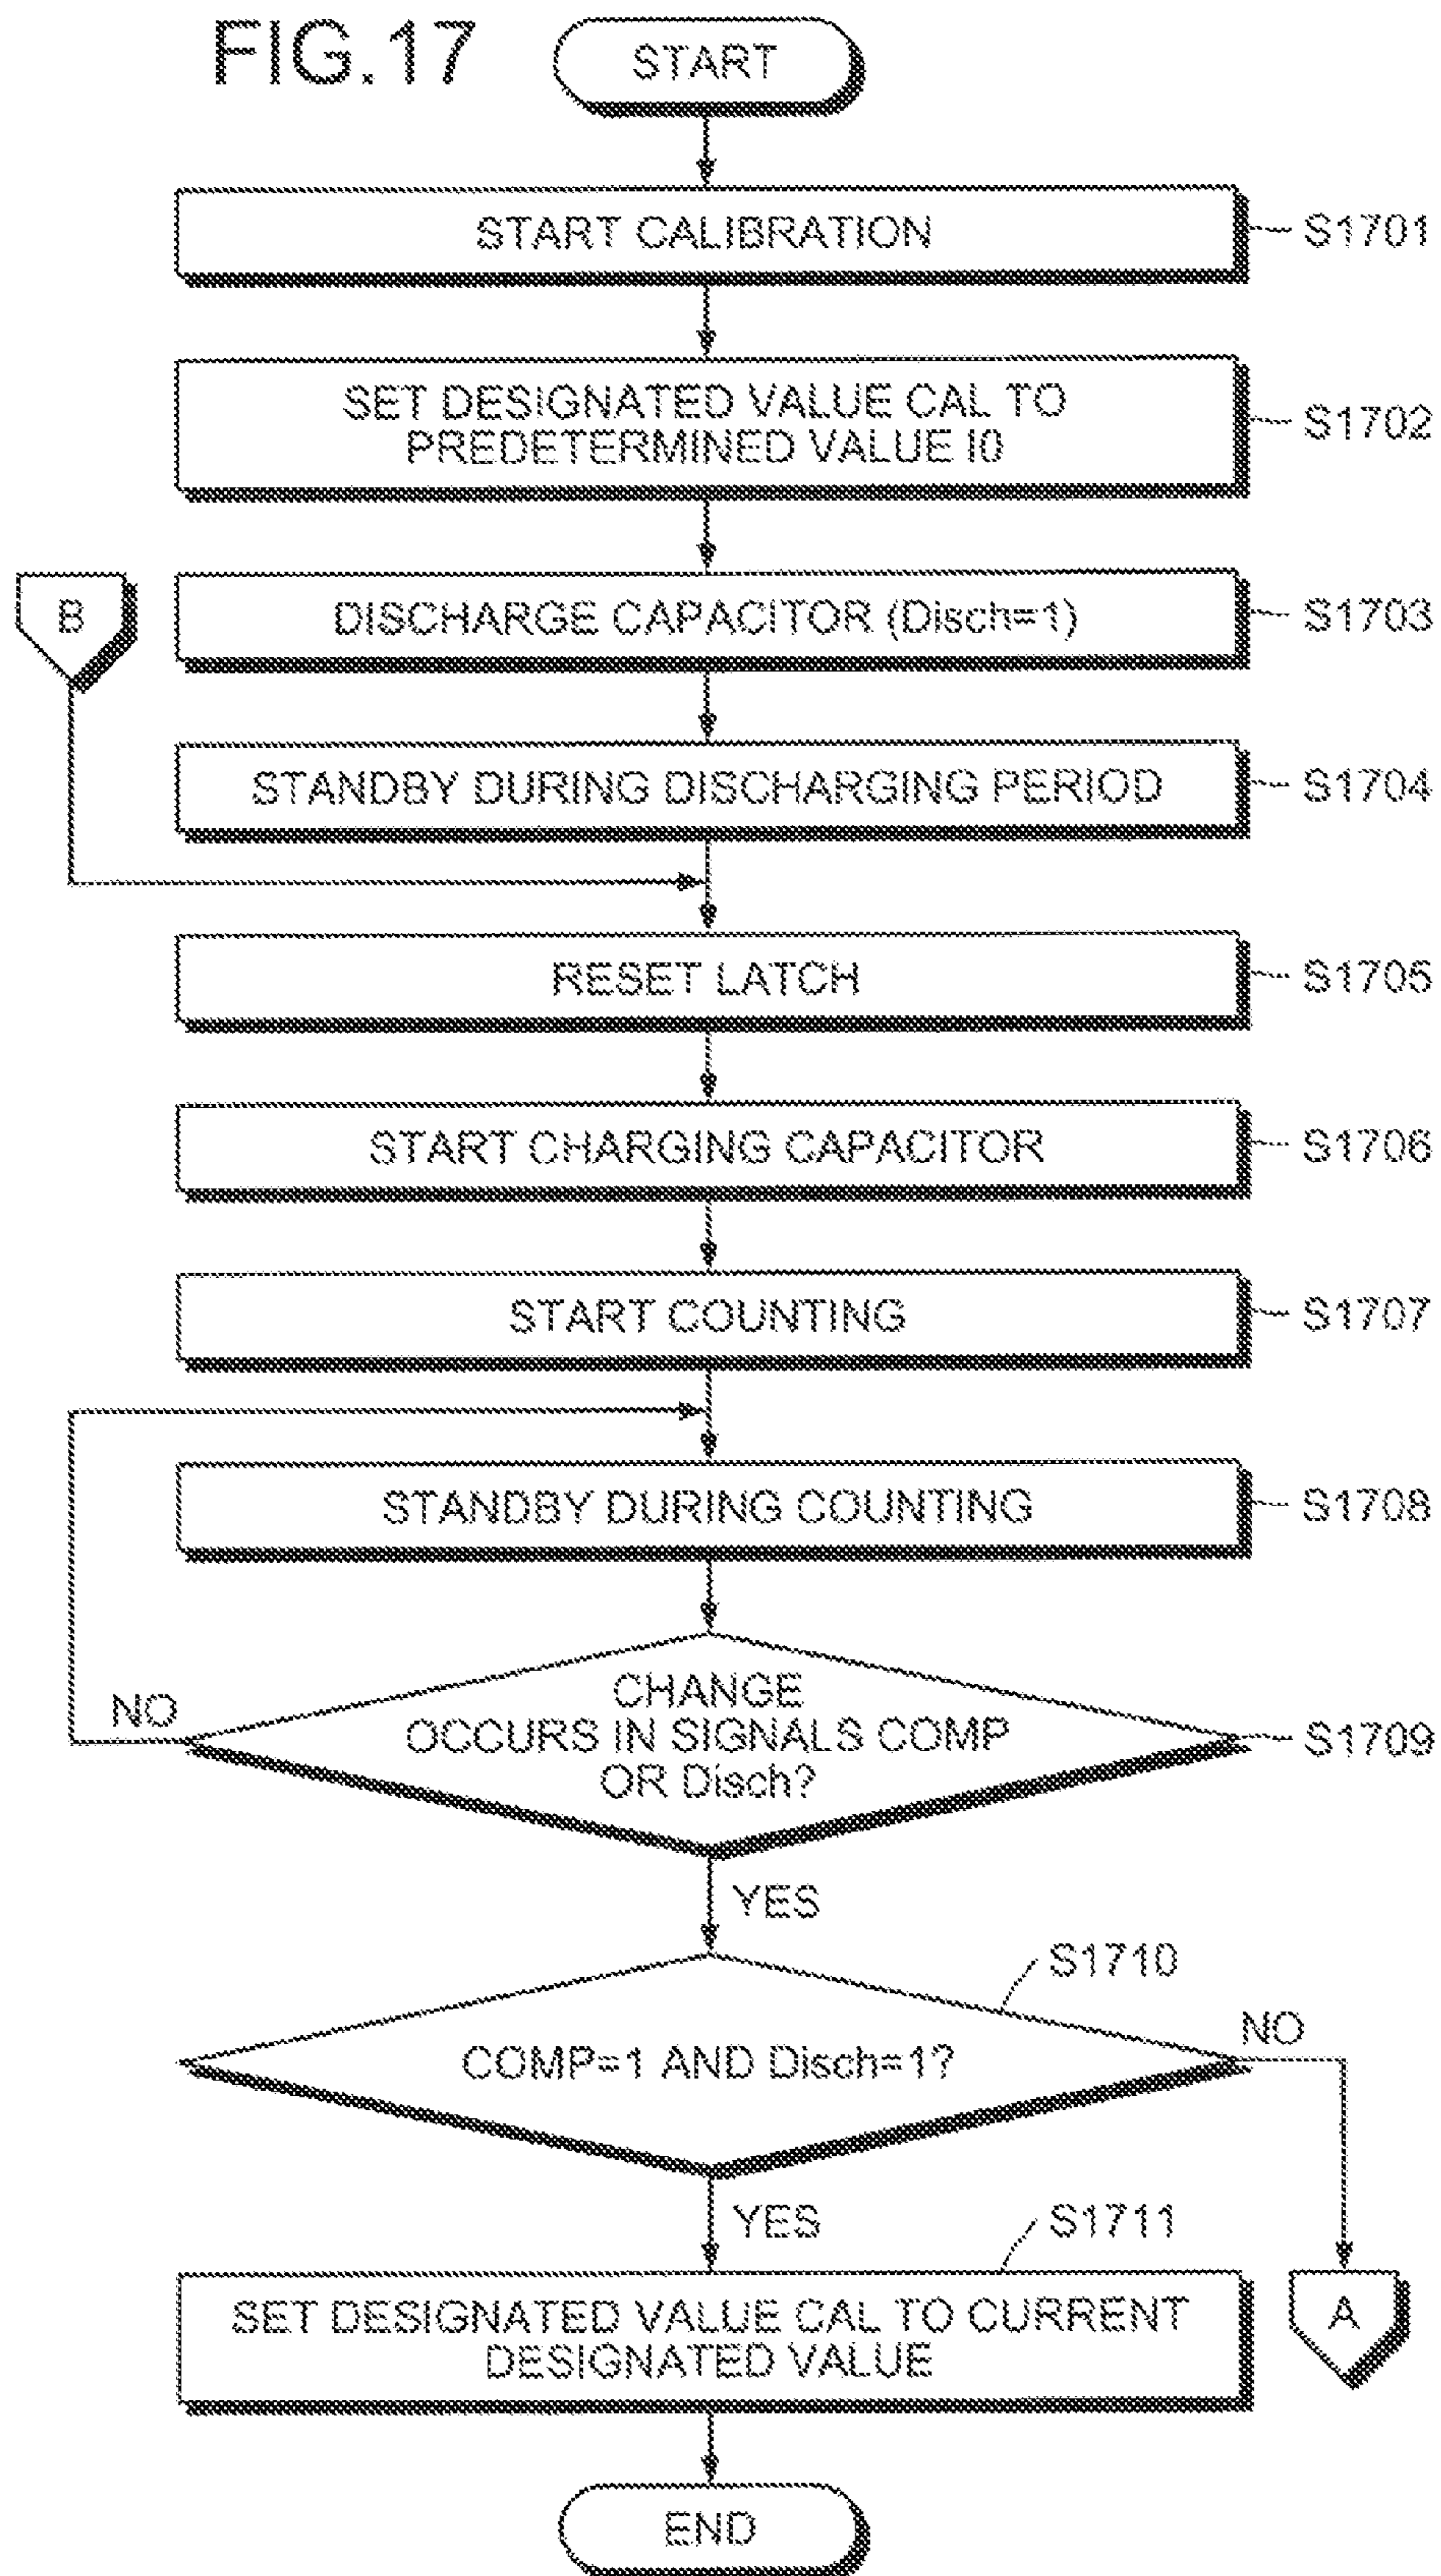 FIG.17
START
START CALIBRATION
S1701
SET DESIGNATED VALUE CAL TO
PREDETERMINED VALUE I0
S1702
B
DISCHARGE CAPACITOR (Disch=1)
S1703
STANDBY DURING DISCHARGING PERIOD
S1704
RESET LATCH
S1705
START CHARGING CAPACITOR
S1706
START COUNTING
S1707
STANDBY DURING COUNTING
S1708
NO
CHANGE
OCCURS IN SIGNALS COMP
OR Disch?
S1709
YES
S1710
COMP=1 AND Disch=1?
NO
YES
S1711
SET DESIGNATED VALUE CAL TO CURRENT
DESIGNATED VALUE
A
END